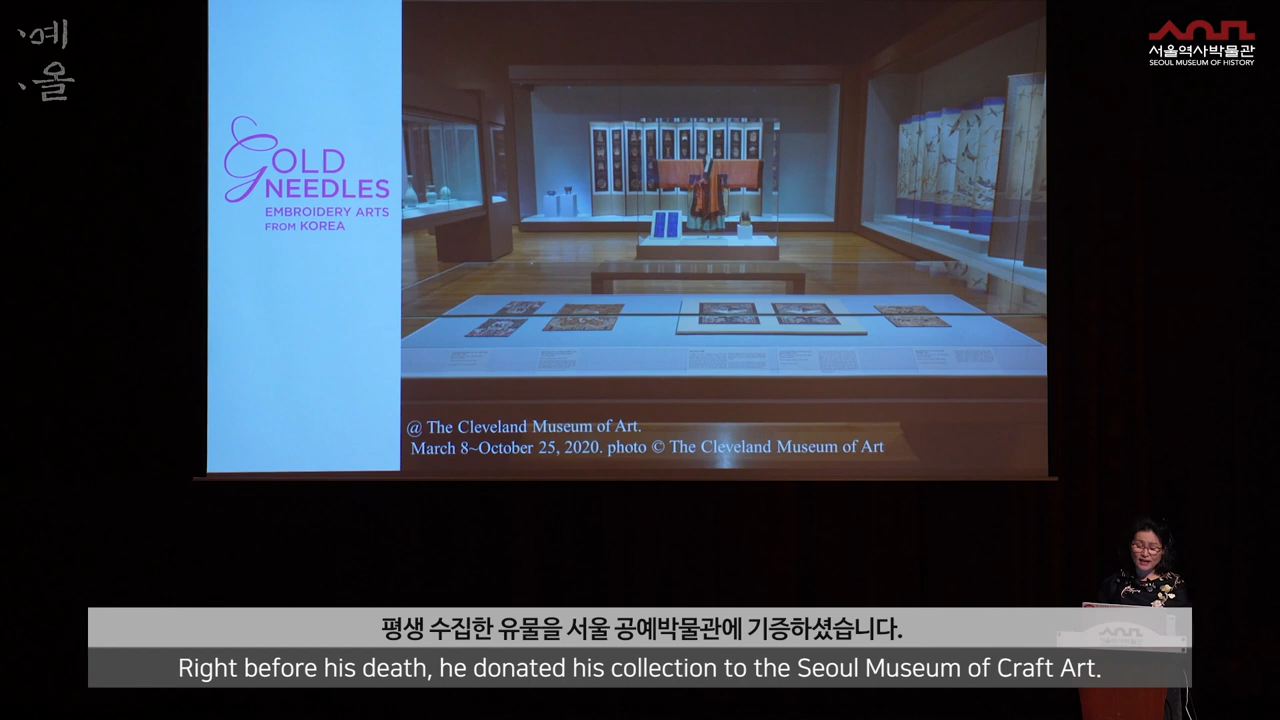 예올
서울역사박물관
SEOUL MUSEUM OF HISTORY
GOLD
NEEDLES
EMBROIDERY ARTS
FROM KOREA
@ The Cleveland Museum of Art.
March 8~October 25, 2020. photo © The Cleveland Museum of Art
평생 수집한 유물을 서울 공예박물관에 기증하셨습니다.
Right before his death, he donated his collection to the Seoul Museum of Craft Art.